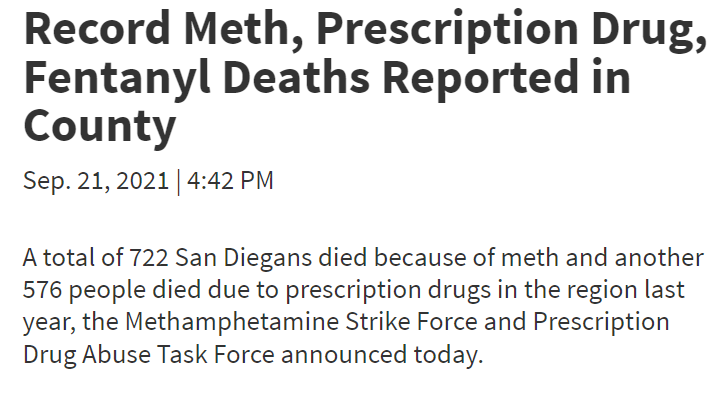 Record Meth, Prescription Drug,
Fentanyl Deaths Reported in
County
Sep. 21, 2021 | 4:42 PM
A total of 722 San Diegans died because of meth and another
576 people died due to prescription drugs in the region last
year, the Methamphetamine Strike Force and Prescription
Drug Abuse Task Force announced today.